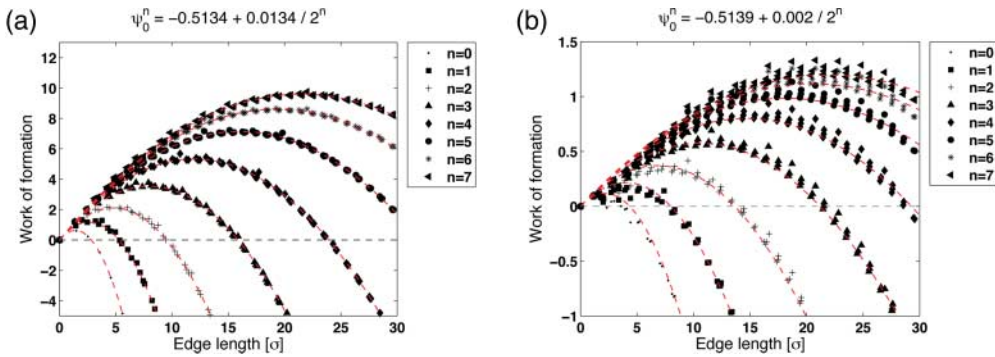 (a)
ψ₀ⁿ = −0.5134 + 0.0134 / 2ⁿ
12
10
8
6
4
2
0
−2
−4
0 5 10 15 20 25 30
Work of formation
Edge length [σ]
n=0
n=1
n=2
n=3
n=4
n=5
n=6
n=7
(b)
ψ₀ⁿ = −0.5139 + 0.002 / 2ⁿ
1.5
1
0.5
0
−0.5
−1
0 5 10 15 20 25 30
Work of formation
Edge length [σ]
n=0
n=1
n=2
n=3
n=4
n=5
n=6
n=7